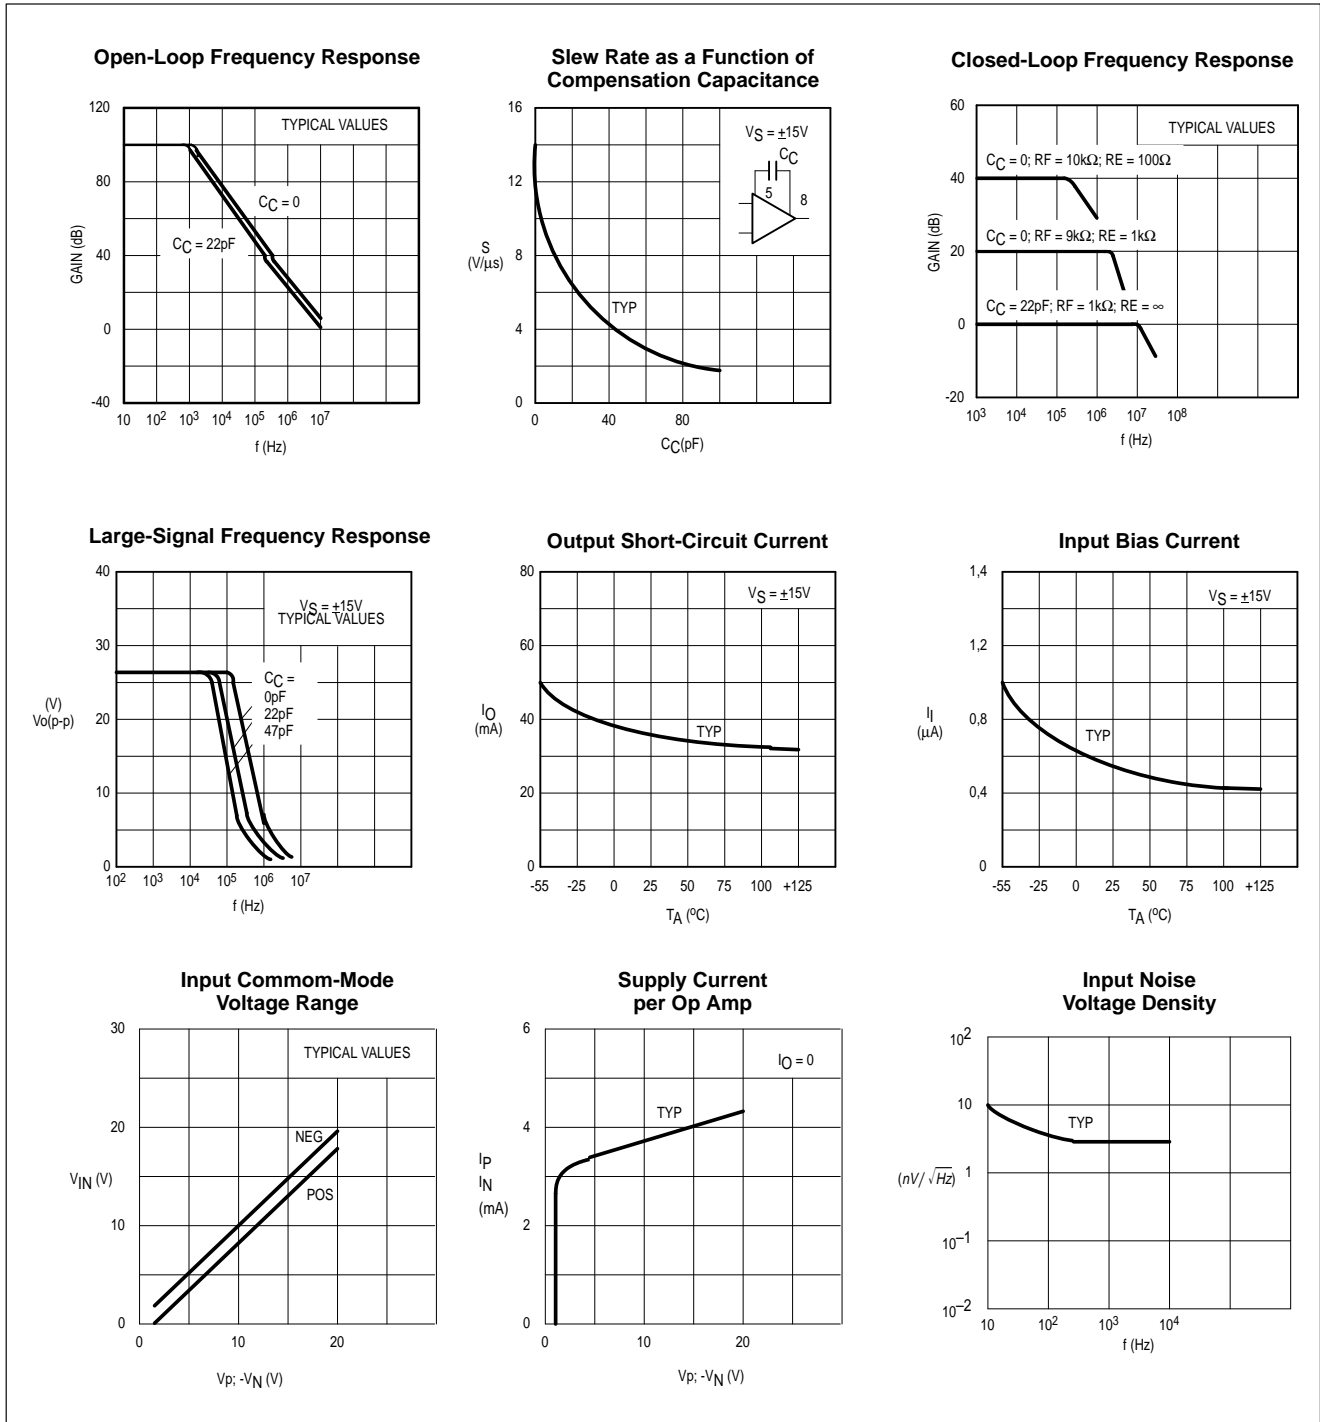 Open-Loop Frequency Response
120
80
40
0
-40
GAIN (dB)
TYPICAL VALUES
CC = 0
CC = 22pF
10 10² 10³ 10⁴ 10⁵ 10⁶ 10⁷
f (Hz)
Slew Rate as a Function of
Compensation Capacitance
16
12
8
4
0
S
(V/µs)
VS = ±15V
CC
5
8
TYP
0 40 80
CC(pF)
Closed-Loop Frequency Response
60
40
20
0
-20
GAIN (dB)
TYPICAL VALUES
CC = 0; RF = 10kΩ; RE = 100Ω
CC = 0; RF = 9kΩ; RE = 1kΩ
CC = 22pF; RF = 1kΩ; RE = ∞
10³ 10⁴ 10⁵ 10⁶ 10⁷ 10⁸
f (Hz)
Large-Signal Frequency Response
40
30
20
10
0
(V)
Vo(p-p)
VS = ±15V
TYPICAL VALUES
CC =
0pF
22pF
47pF
10² 10³ 10⁴ 10⁵ 10⁶ 10⁷
f (Hz)
Output Short-Circuit Current
80
60
40
20
0
IO
(mA)
VS = ±15V
TYP
-55 -25 0 25 50 75 100 +125
TA (ºC)
Input Bias Current
1,4
1,2
0,8
0,4
0
II
(µA)
VS = ±15V
TYP
-55 -25 0 25 50 75 100 +125
TA (ºC)
Input Commom-Mode
Voltage Range
30
20
10
0
VIN (V)
TYPICAL VALUES
NEG
POS
0 10 20
Vp; -VN (V)
Supply Current
per Op Amp
6
4
2
0
IP
IN
(mA)
IO = 0
TYP
0 10 20
Vp; -VN (V)
Input Noise
Voltage Density
10²
10
1
10⁻¹
10⁻²
(nV/√Hz)
TYP
10 10² 10³ 10⁴
f (Hz)